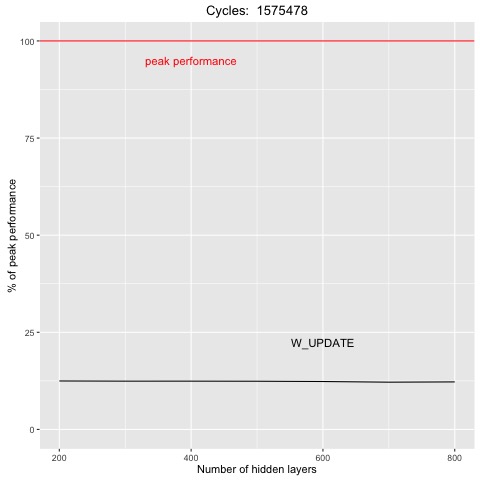 Cycles: 1575478
100
peak performance
75
% of peak performance
50
25
W_UPDATE
0
200
400
600
800
Number of hidden layers